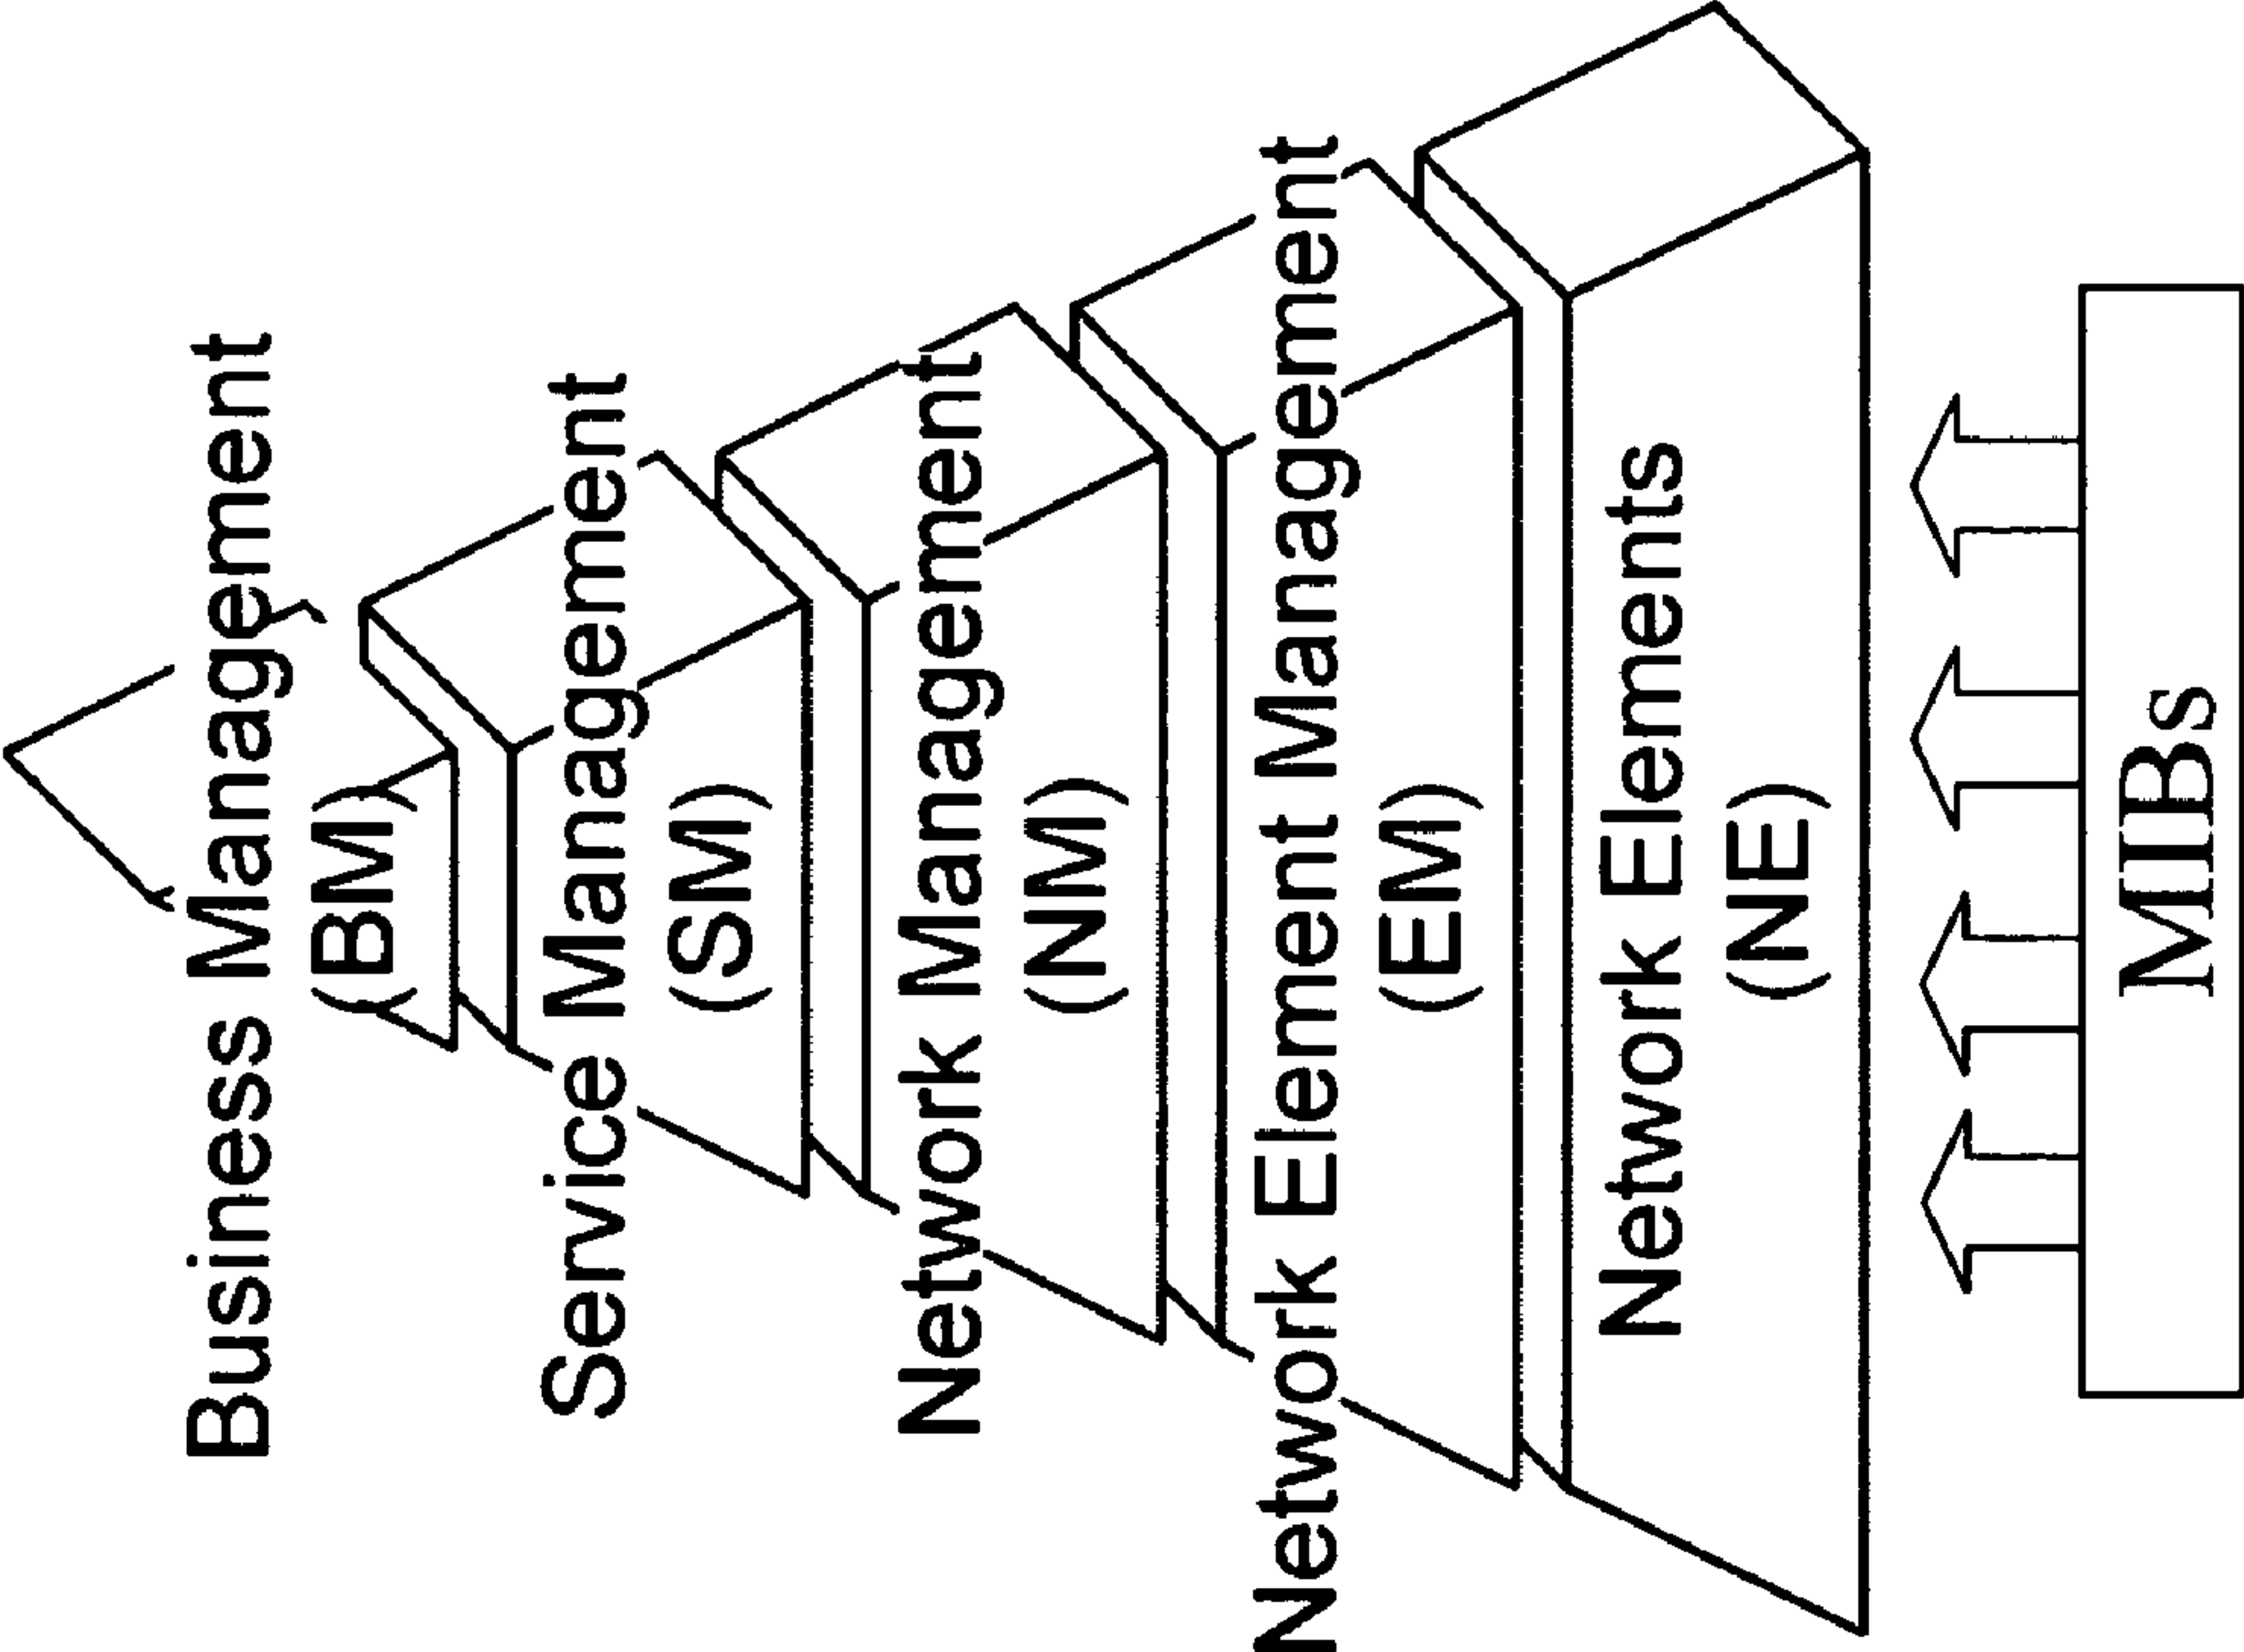 Business Management
(BM)
Service Management
(SM)
Network Management
(NM)
Network Element Management
(EM)
Network Elements
(NE)
MIBs